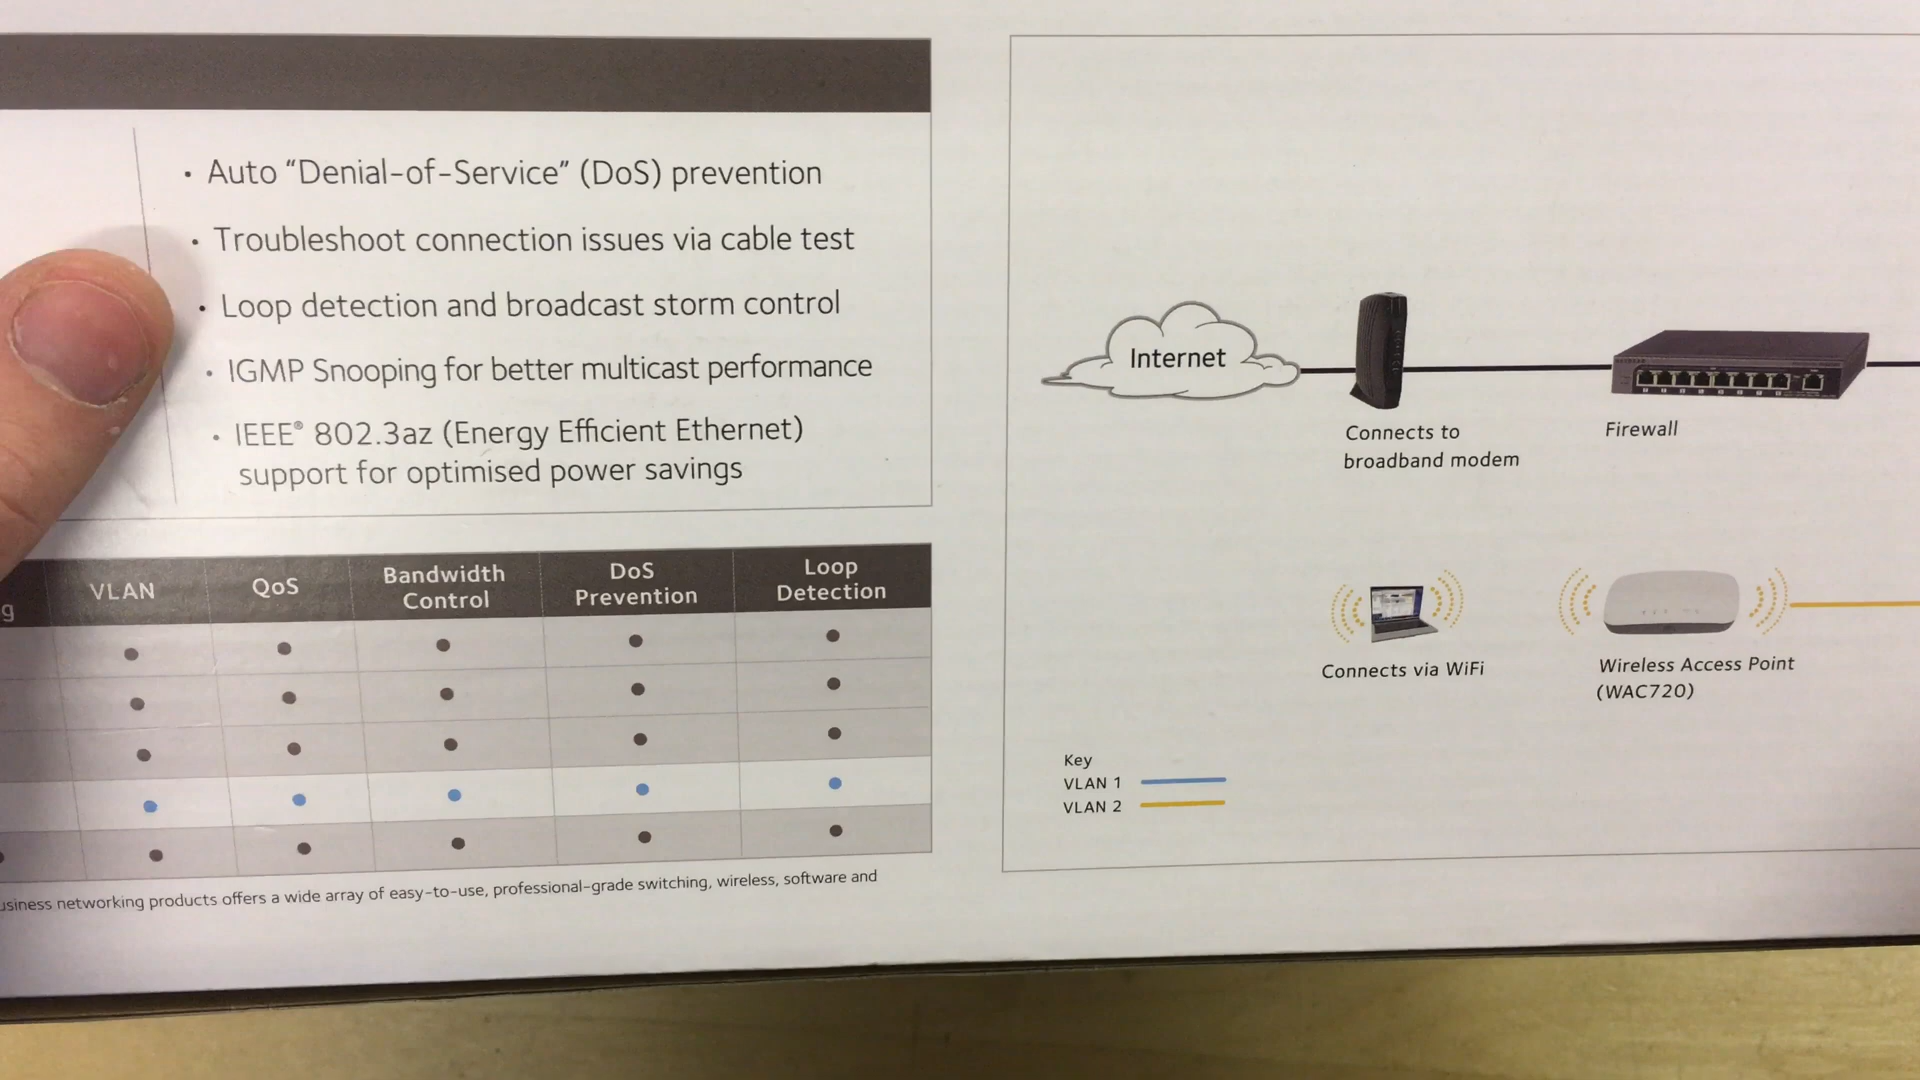 • Auto “Denial-of-Service” (DoS) prevention
• Troubleshoot connection issues via cable test
• Loop detection and broadcast storm control
• IGMP Snooping for better multicast performance
• IEEE® 802.3az (Energy Efficient Ethernet)
support for optimised power savings
g
VLAN
QoS
Bandwidth
Control
DoS
Prevention
Loop
Detection
usiness networking products offers a wide array of easy-to-use, professional-grade switching, wireless, software and
Internet
Connects to
broadband modem
Firewall
Connects via WiFi
Wireless Access Point
(WAC720)
Key
VLAN 1
VLAN 2